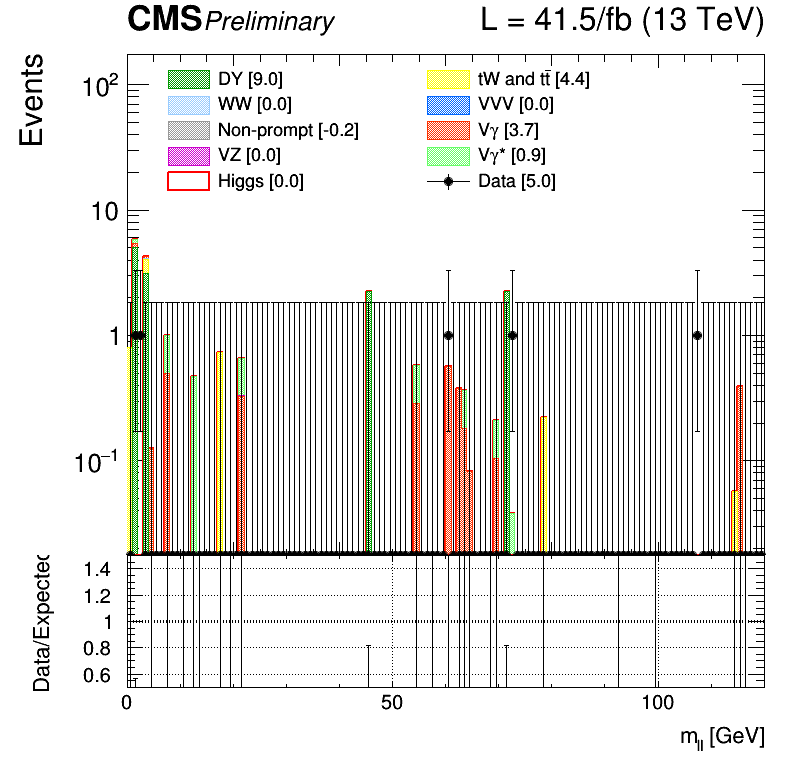 CMS Preliminary L = 41.5/fb (13 TeV)
Events
10²
10
1
10⁻¹
DY [9.0]
WW [0.0]
Non-prompt [-0.2]
VZ [0.0]
Higgs [0.0]
tW and tt̄ [4.4]
VVV [0.0]
Vγ [3.7]
Vγ* [0.9]
Data [5.0]
Data/Expected
1.4
1.2
1
0.8
0.6
0 50 100
m_ll [GeV]